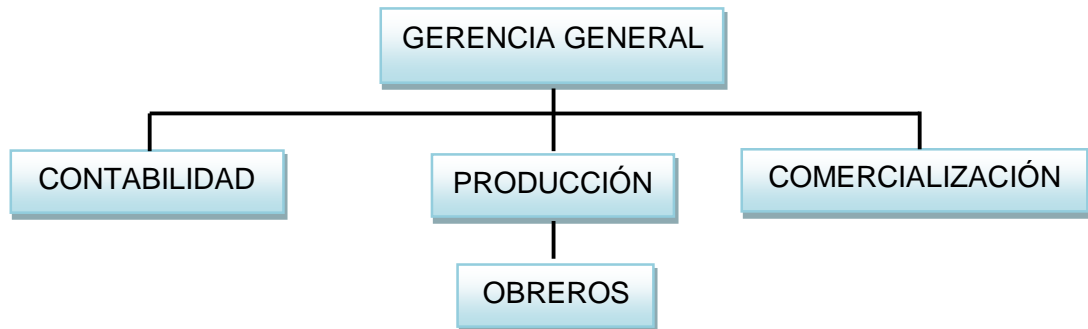 GERENCIA GENERAL
CONTABILIDAD
PRODUCCIÓN
COMERCIALIZACIÓN
OBREROS